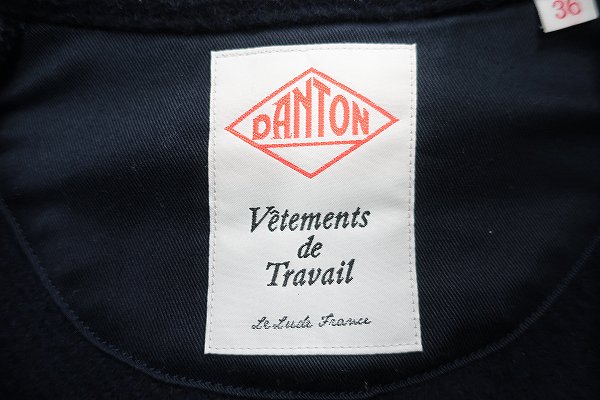 36
DANTON
Vêtements
de
Travail
Le Lude France